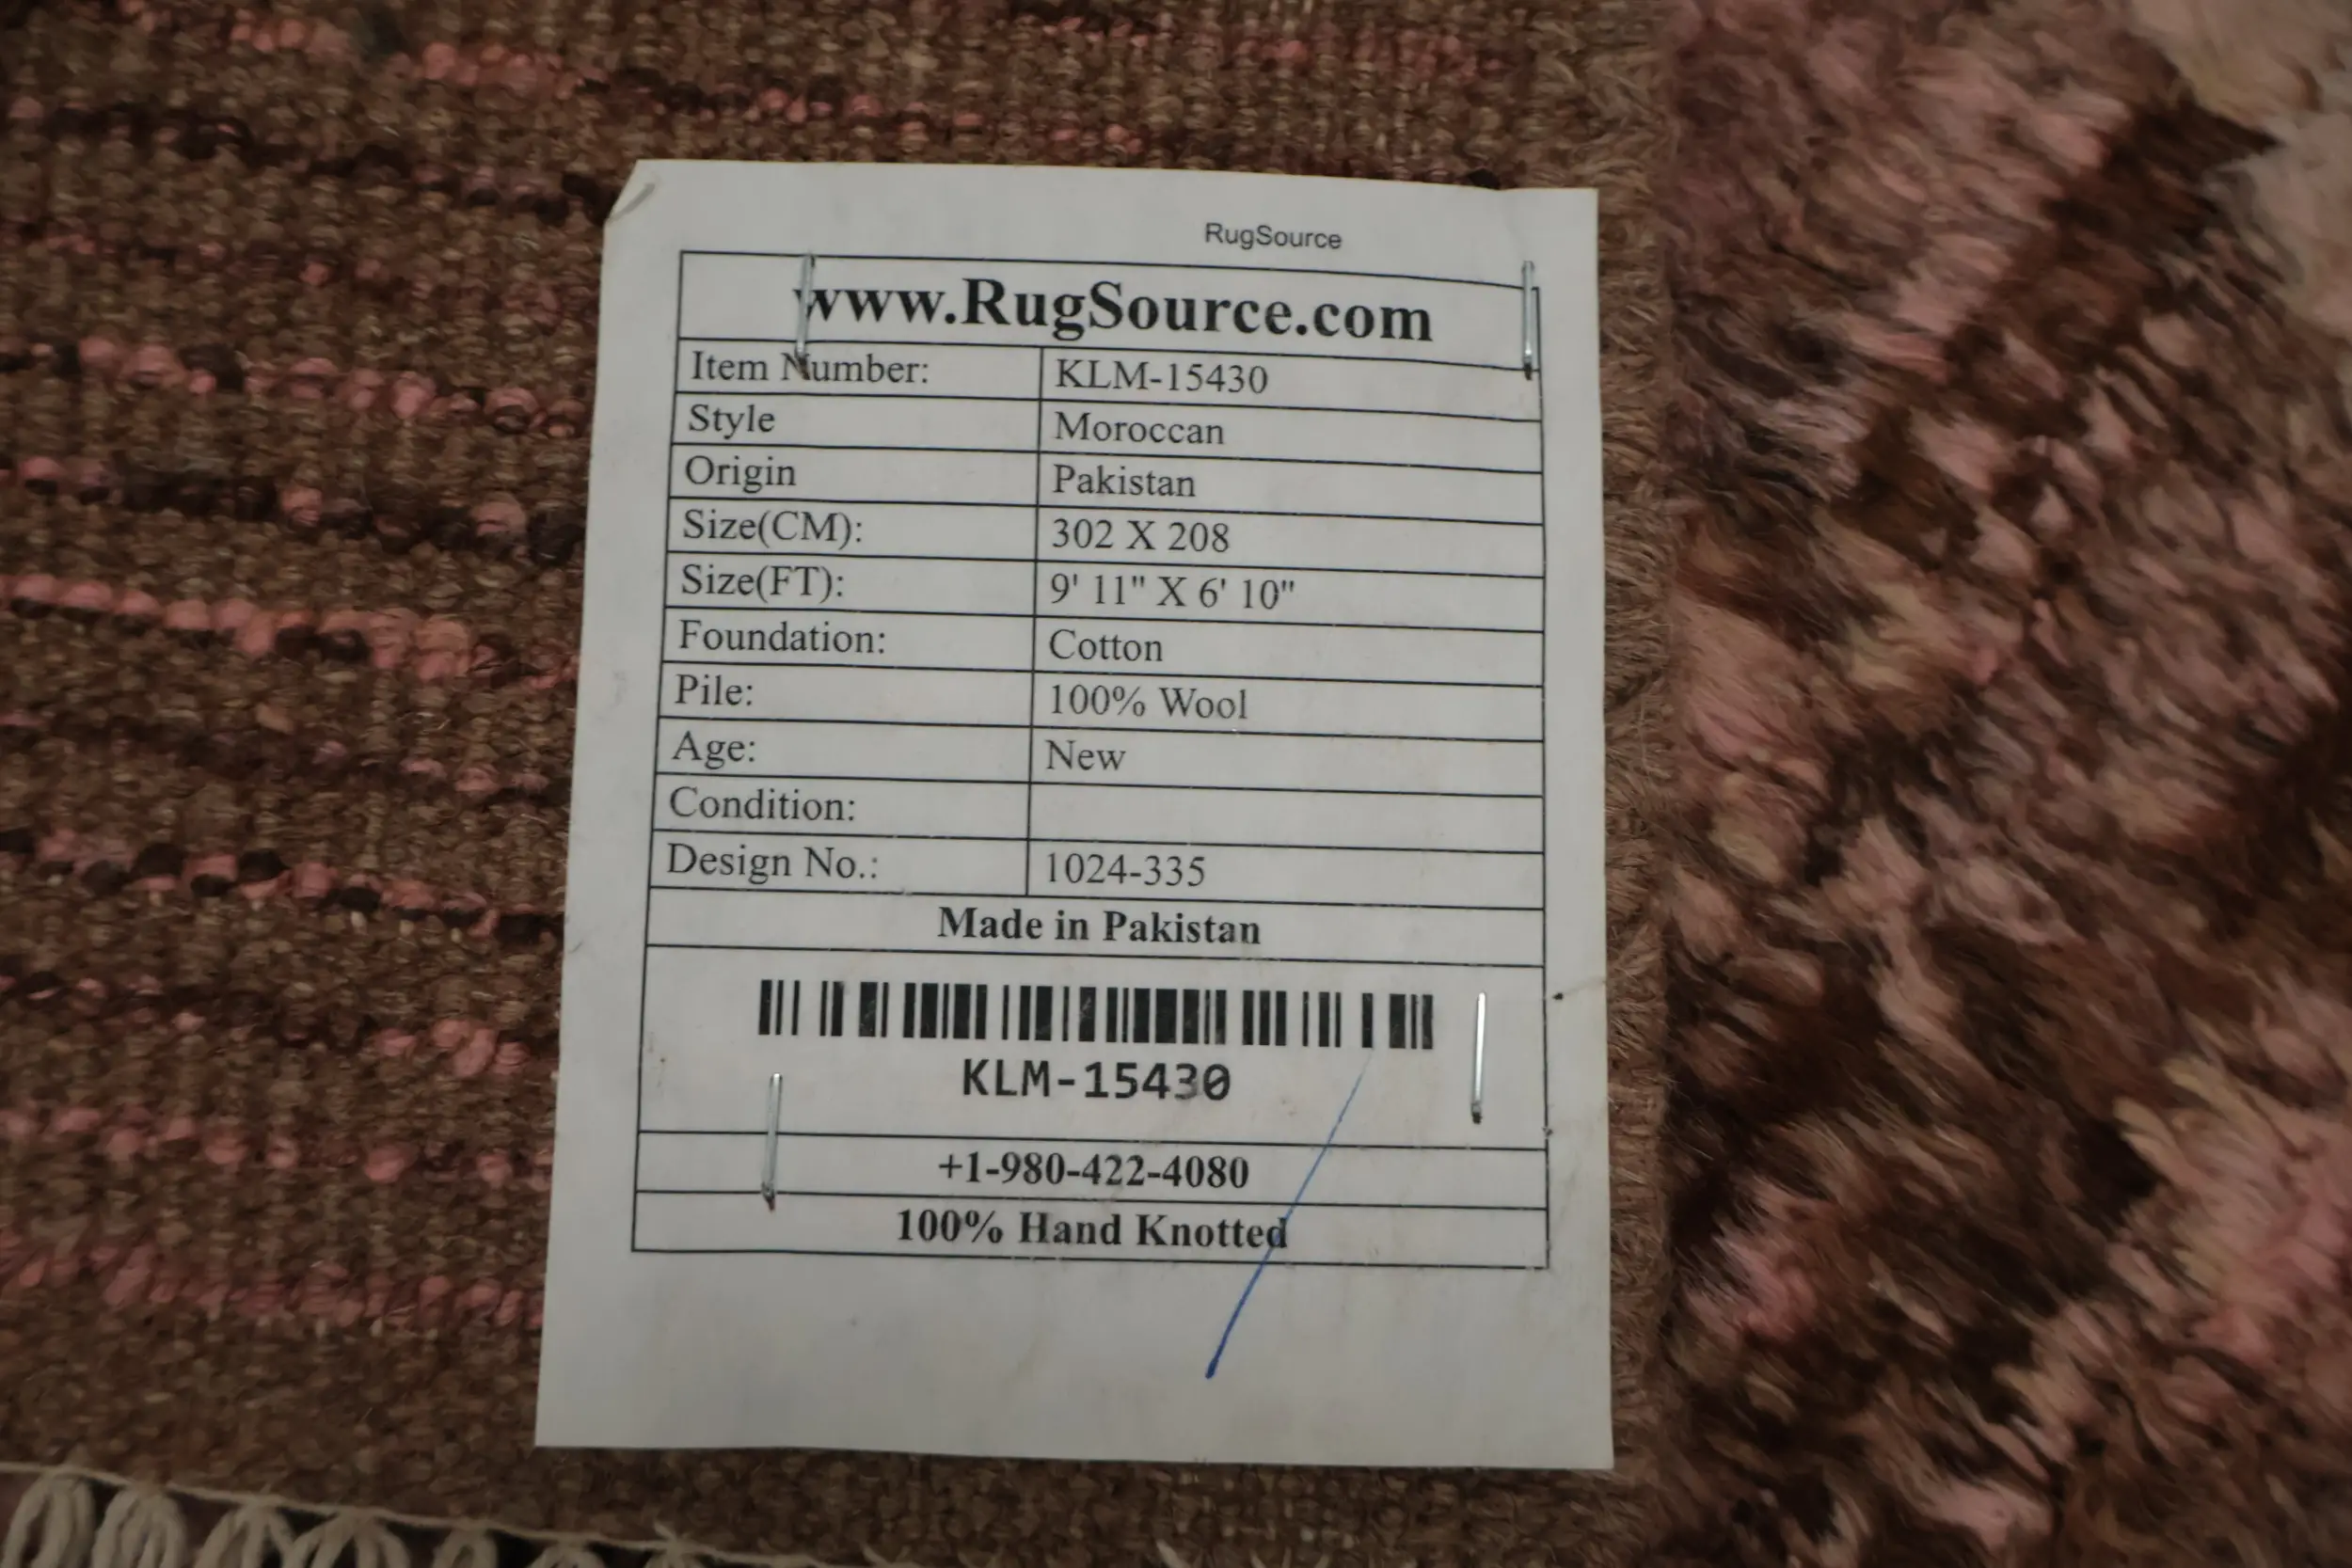 RugSource
www.RugSource.com
Item Number: KLM-15430
Style Moroccan
Origin Pakistan
Size(CM): 302 X 208
Size(FT): 9' 11" X 6' 10"
Foundation: Cotton
Pile: 100% Wool
Age: New
Condition:
Design No.: 1024-335
Made in Pakistan
KLM-15430
+1-980-422-4080
100% Hand Knotted